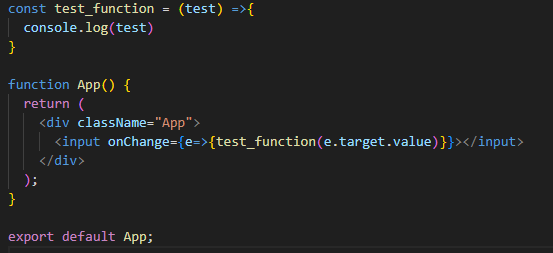 const test_function = (test) =>{
  console.log(test)
}

function App() {
  return (
    <div className="App">
      <input onChange={e=>{test_function(e.target.value)}}></input>
    </div>
  );
}

export default App;